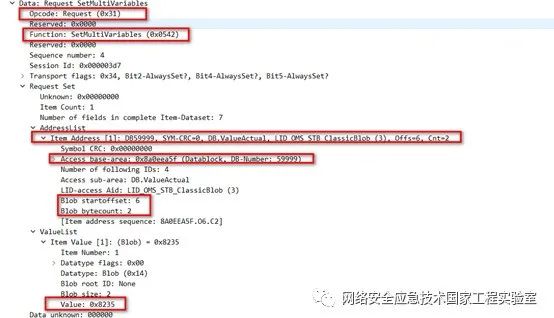 Data: Request SetMultiVariables
Opcode: Request (0x31)
Reserved: 0x0000
Function: SetMultiVariables (0x0542)
Reserved: 0x0000
Sequence number: 4
Session Id: 0x000003d7
Transport flags: 0x34, Bit2-AlwaysSet?, Bit4-AlwaysSet?, Bit5-AlwaysSet?
Request Set
Unknown: 0x00000000
Item Count: 1
Number of fields in complete Item-Dataset: 7
AddressList
Item Address [1]: DB59999, SYM-CRC=0, DB.ValueActual, LID_OMS_STB_ClassicBlob (3), Offs=6, Cnt=2
Symbol CRC: 0x00000000
Access base-area: 0x8a0eea5f (Datablock, DB-Number: 59999)
Number of following IDs: 4
Access sub-area: DB.ValueActual
LID-access Aid: LID_OMS_STB_ClassicBlob (3)
Blob startoffset: 6
Blob bytecount: 2
[Item address sequence: 8A0EEA5F.O6.C2]
ValueList
Item Value [1]: (Blob) = 0x8235
Item Number: 1
Datatype flags: 0x00
Datatype: Blob (0x14)
Blob root ID: None
Blob size: 2
Value: 0x8235
Data unknown: 000000
网络安全应急技术国家工程实验室